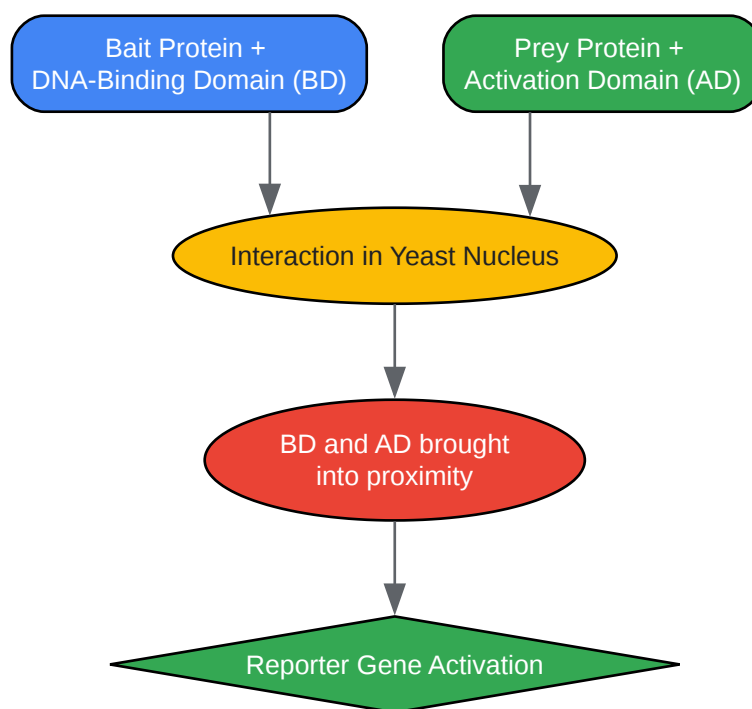 Bait Protein +
DNA-Binding Domain (BD)
Prey Protein +
Activation Domain (AD)
Interaction in Yeast Nucleus
BD and AD brought
into proximity
Reporter Gene Activation